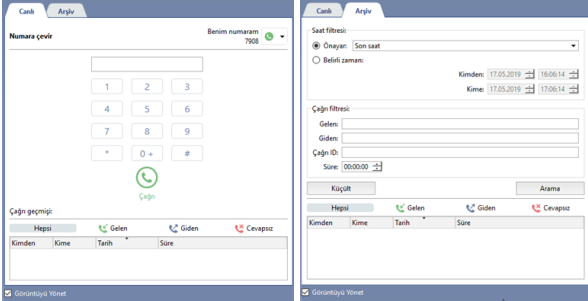 Canlı Arşiv
Numara çevir
Benim numaram
7908
1 2 3
4 5 6
7 8 9
* 0 + #
Çağrı
Çağrı geçmişi:
Hepsi Gelen Giden Cevapsız
Kimden Kime Tarih Süre
Görüntüyü Yönet
Canlı Arşiv
Saat filtresi:
Önayar: Son saat
Belirli zaman:
Kimden: 17.05.2019 16:06:14
Kime: 17.05.2019 17:06:14
Çağrı filtresi:
Gelen:
Giden:
Çağrı ID:
Süre: 00:00:00
Küçült Arama
Hepsi Gelen Giden Cevapsız
Kimden Kime Tarih Süre
Görüntüyü Yönet